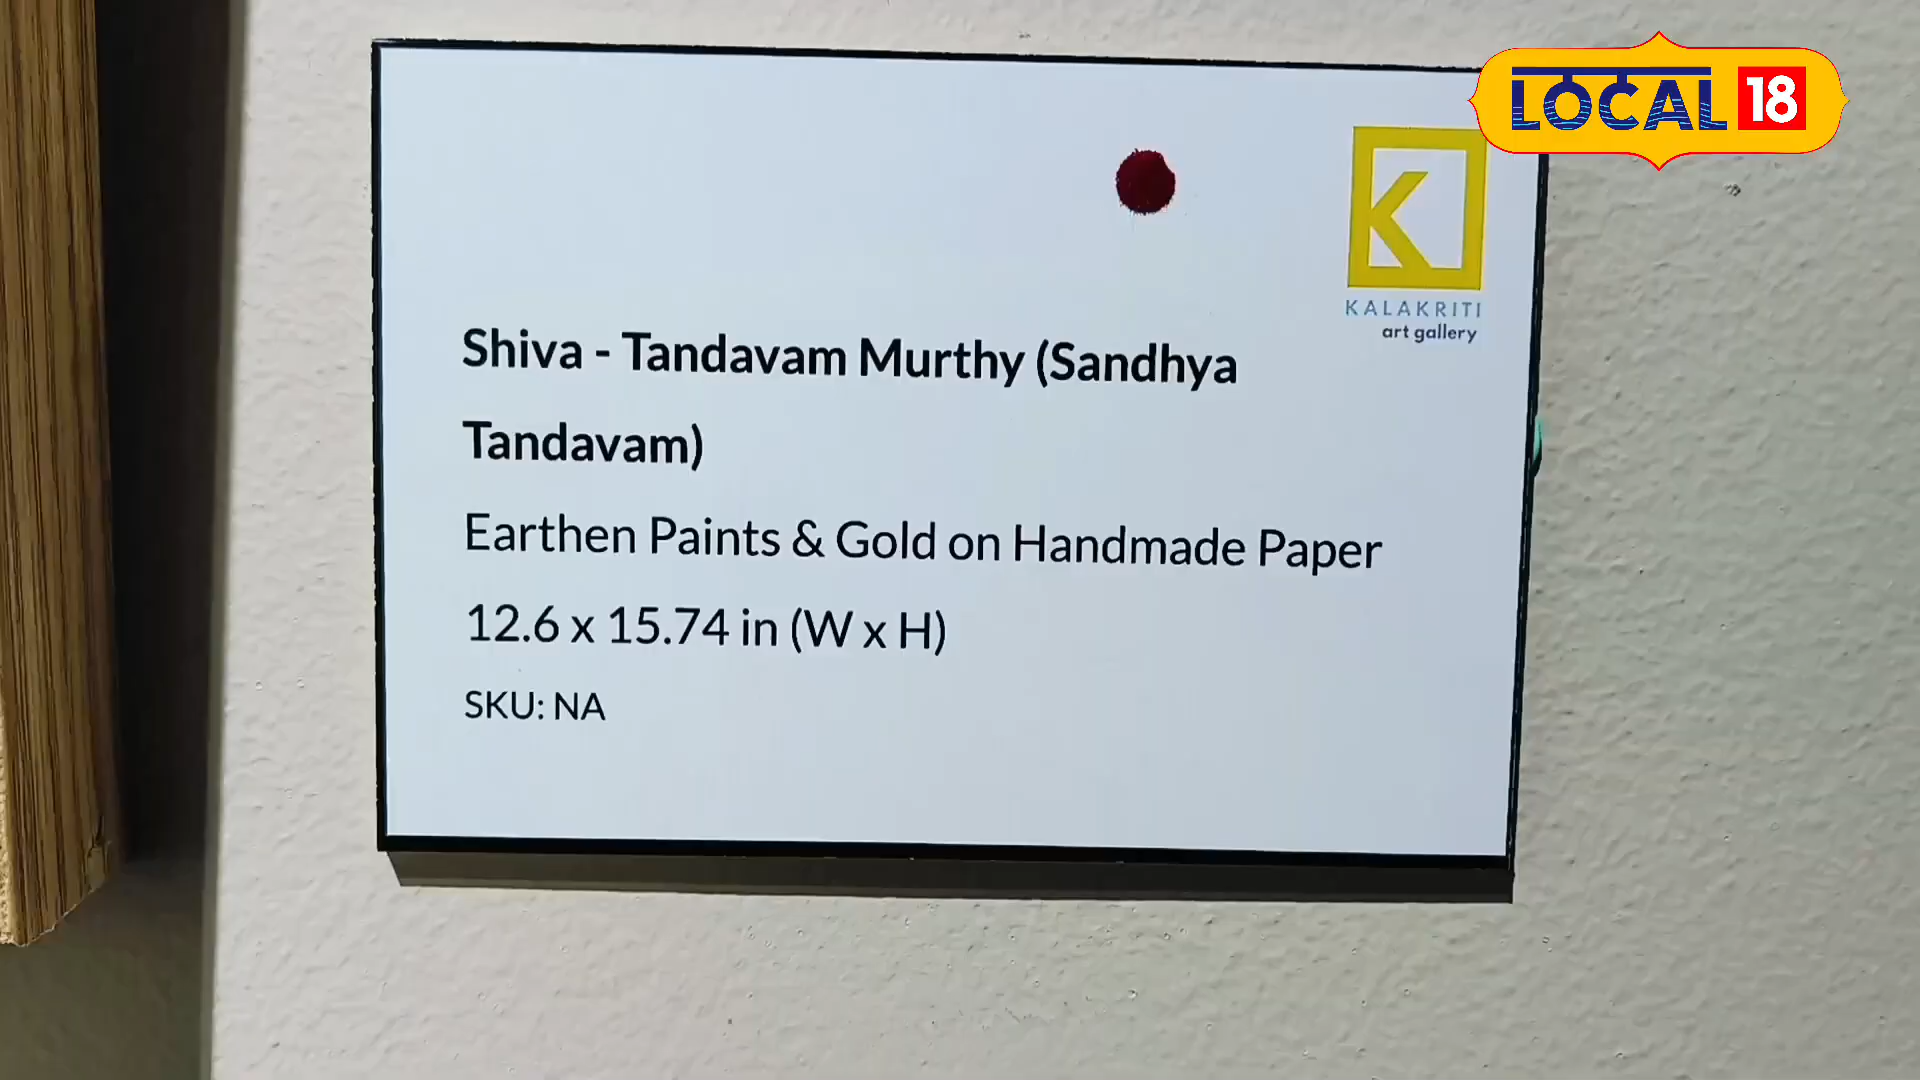 LOCAL 18
K
KALAKRITI
art gallery
Shiva - Tandavam Murthy (Sandhya
Tandavam)
Earthen Paints & Gold on Handmade Paper
12.6 x 15.74 in (W x H)
SKU: NA